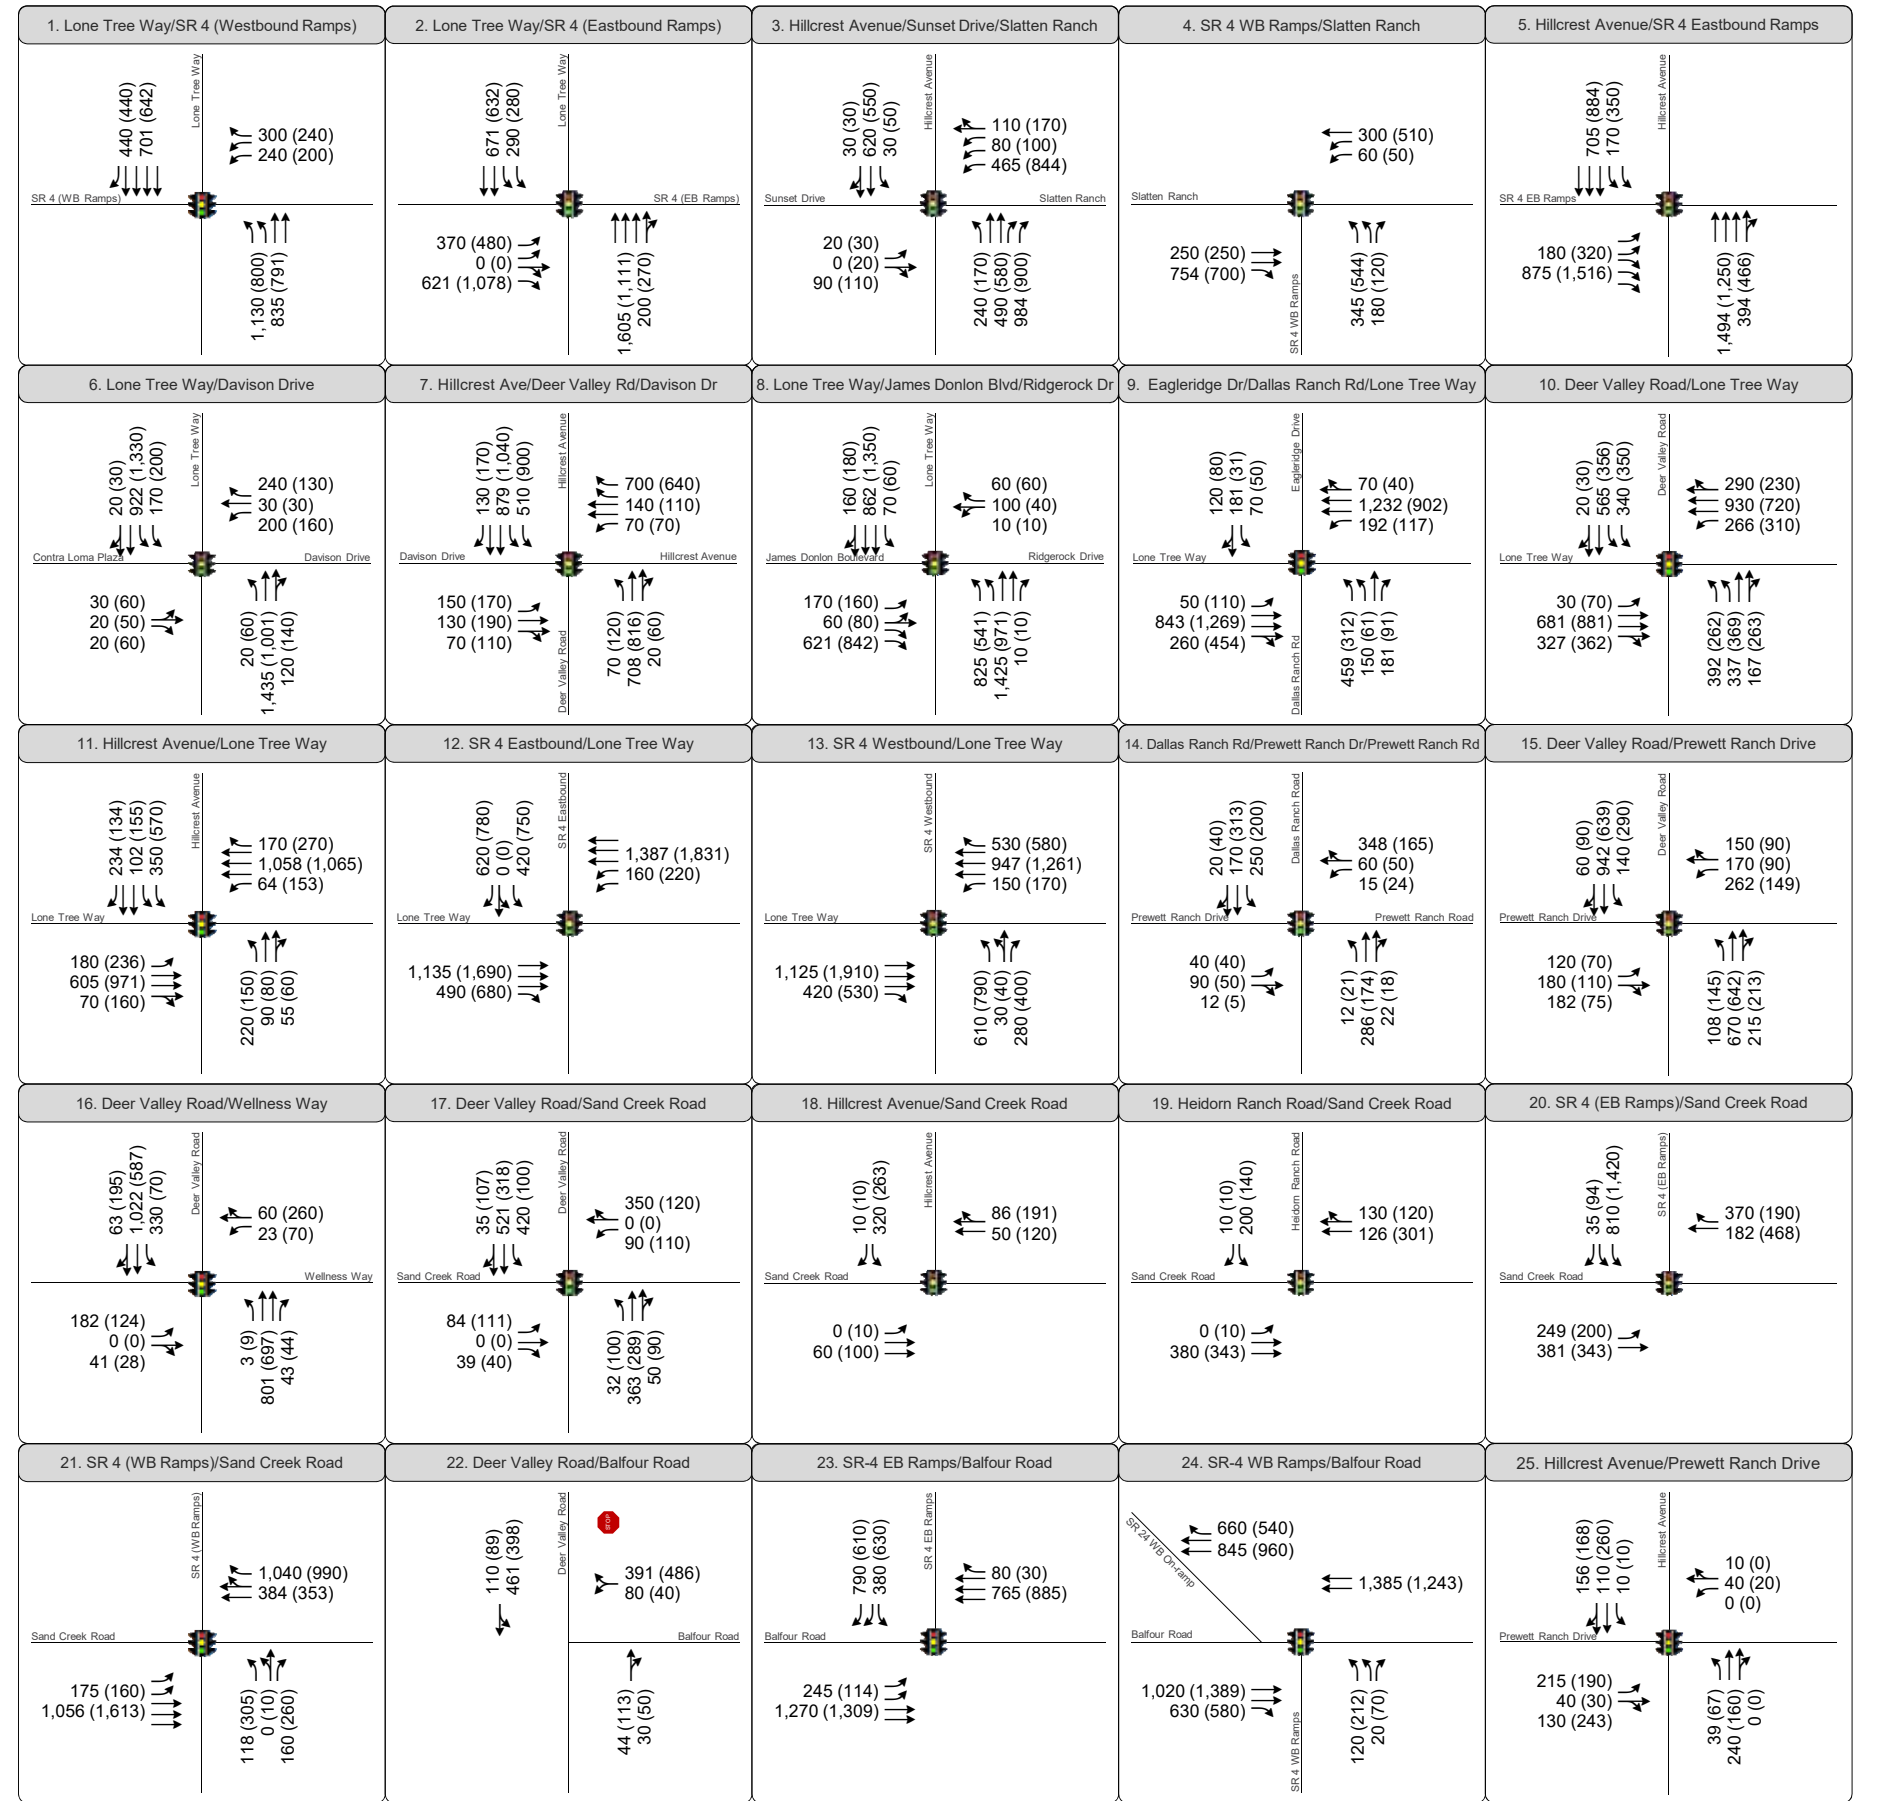 1. Lone Tree Way/SR 4 (Westbound Ramps)
Lone Tree Way
440 (440)
701 (642)
300 (240)
240 (200)
SR 4 (WB Ramps)
1,130 (800)
835 (791)
2. Lone Tree Way/SR 4 (Eastbound Ramps)
Lone Tree Way
671 (632)
290 (280)
SR 4 (EB Ramps)
370 (480)
0 (0)
621 (1,078)
1,605 (1,111)
200 (270)
3. Hillcrest Avenue/Sunset Drive/Slatten Ranch
Hillcrest Avenue
30 (30)
620 (550)
30 (50)
110 (170)
80 (100)
465 (844)
Sunset Drive
Slatten Ranch
20 (30)
0 (20)
90 (110)
240 (170)
490 (580)
984 (900)
4. SR 4 WB Ramps/Slatten Ranch
300 (510)
60 (50)
Slatten Ranch
250 (250)
754 (700)
SR 4 WB Ramps
345 (544)
180 (120)
5. Hillcrest Avenue/SR 4 Eastbound Ramps
Hillcrest Avenue
705 (884)
170 (350)
SR 4 EB Ramps
180 (320)
875 (1,516)
1,494 (1,250)
394 (466)
6. Lone Tree Way/Davison Drive
Lone Tree Way
20 (30)
922 (1,330)
170 (200)
240 (130)
30 (30)
200 (160)
Contra Loma Plaza
Davison Drive
30 (60)
20 (50)
20 (60)
20 (60)
1,435 (1,001)
120 (140)
7. Hillcrest Ave/Deer Valley Rd/Davison Dr
Hillcrest Avenue
130 (170)
879 (1,040)
510 (900)
700 (640)
140 (110)
70 (70)
Davison Drive
Hillcrest Avenue
150 (170)
130 (190)
70 (110)
Deer Valley Road
70 (120)
708 (816)
20 (60)
8. Lone Tree Way/James Donlon Blvd/Ridgerock Dr
Lone Tree Way
160 (180)
862 (1,350)
70 (60)
60 (60)
100 (40)
10 (10)
James Donlon Boulevard
Ridgerock Drive
170 (160)
60 (80)
621 (842)
825 (541)
1,425 (971)
10 (10)
9. Eagleridge Dr/Dallas Ranch Rd/Lone Tree Way
Eagleridge Drive
120 (80)
181 (31)
70 (50)
70 (40)
1,232 (902)
192 (117)
Lone Tree Way
50 (110)
843 (1,269)
260 (454)
Dallas Ranch Rd
459 (312)
150 (61)
181 (91)
10. Deer Valley Road/Lone Tree Way
Deer Valley Road
20 (30)
565 (356)
340 (350)
290 (230)
930 (720)
266 (310)
Lone Tree Way
30 (70)
681 (881)
327 (362)
392 (262)
337 (369)
167 (263)
11. Hillcrest Avenue/Lone Tree Way
Hillcrest Avenue
234 (134)
102 (155)
350 (570)
170 (270)
1,058 (1,065)
64 (153)
Lone Tree Way
180 (236)
605 (971)
70 (160)
220 (150)
90 (80)
55 (60)
12. SR 4 Eastbound/Lone Tree Way
SR 4 Eastbound
620 (780)
0 (0)
420 (750)
1,387 (1,831)
160 (220)
Lone Tree Way
1,135 (1,690)
490 (680)
13. SR 4 Westbound/Lone Tree Way
SR 4 Westbound
530 (580)
947 (1,261)
150 (170)
Lone Tree Way
1,125 (1,910)
420 (530)
610 (790)
30 (40)
280 (400)
14. Dallas Ranch Rd/Prewett Ranch Dr/Prewett Ranch Rd
Dallas Ranch Road
20 (40)
170 (313)
250 (200)
348 (165)
60 (50)
15 (24)
Prewett Ranch Drive
Prewett Ranch Road
40 (40)
90 (50)
12 (5)
12 (21)
286 (174)
22 (18)
15. Deer Valley Road/Prewett Ranch Drive
Deer Valley Road
60 (90)
942 (639)
140 (290)
150 (90)
170 (90)
262 (149)
Prewett Ranch Drive
120 (70)
180 (110)
182 (75)
108 (145)
670 (642)
215 (213)
16. Deer Valley Road/Wellness Way
Deer Valley Road
63 (195)
1,022 (587)
330 (70)
60 (260)
23 (70)
Wellness Way
182 (124)
0 (0)
41 (28)
3 (9)
801 (697)
43 (44)
17. Deer Valley Road/Sand Creek Road
Deer Valley Road
35 (107)
521 (318)
420 (100)
350 (120)
0 (0)
90 (110)
Sand Creek Road
84 (111)
0 (0)
39 (40)
32 (100)
363 (289)
50 (90)
18. Hillcrest Avenue/Sand Creek Road
Hillcrest Avenue
10 (10)
320 (263)
86 (191)
50 (120)
Sand Creek Road
0 (10)
60 (100)
19. Heidorn Ranch Road/Sand Creek Road
Heidorn Ranch Road
10 (10)
200 (140)
130 (120)
126 (301)
Sand Creek Road
0 (10)
380 (343)
20. SR 4 (EB Ramps)/Sand Creek Road
SR 4 (EB Ramps)
35 (94)
810 (1,420)
370 (190)
182 (468)
Sand Creek Road
249 (200)
381 (343)
21. SR 4 (WB Ramps)/Sand Creek Road
SR 4 (WB Ramps)
1,040 (990)
384 (353)
Sand Creek Road
175 (160)
1,056 (1,613)
118 (305)
0 (10)
160 (260)
22. Deer Valley Road/Balfour Road
Deer Valley Road
STOP
110 (89)
461 (398)
391 (486)
80 (40)
Balfour Road
44 (113)
30 (50)
23. SR-4 EB Ramps/Balfour Road
SR 4 EB Ramps
790 (610)
380 (630)
80 (30)
765 (885)
Balfour Road
245 (114)
1,270 (1,309)
24. SR-4 WB Ramps/Balfour Road
SR 24 WB On-ramp
660 (540)
845 (960)
1,385 (1,243)
Balfour Road
1,020 (1,389)
630 (580)
SR 4 WB Ramps
120 (212)
20 (70)
25. Hillcrest Avenue/Prewett Ranch Drive
Hillcrest Avenue
156 (168)
110 (260)
10 (10)
10 (0)
40 (20)
0 (0)
Prewett Ranch Drive
215 (190)
40 (30)
130 (243)
39 (67)
240 (160)
0 (0)